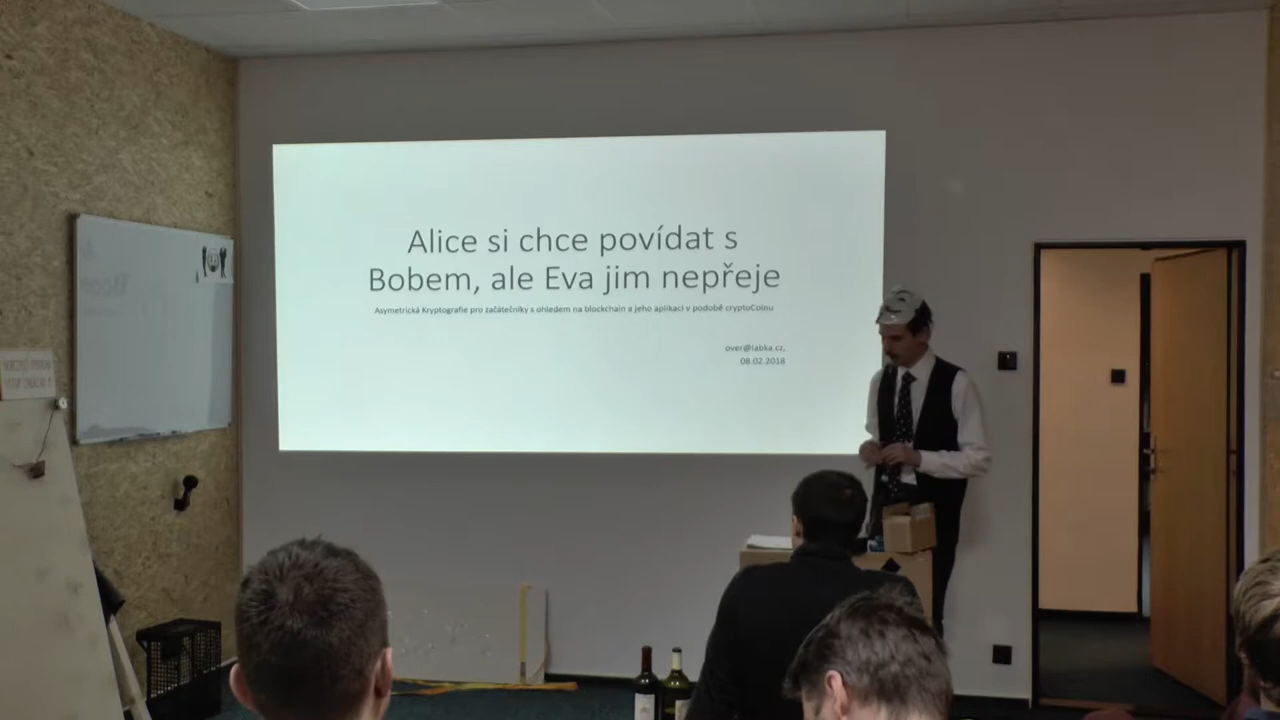 Alice si chce povídat s
Bobem, ale Eva jim nepřeje
Asymetrická Kryptografie pro začátečníky s ohledem na blockchain a jeho aplikaci v podobě cryptoCoinu
over@labka.cz,
08.02.2018